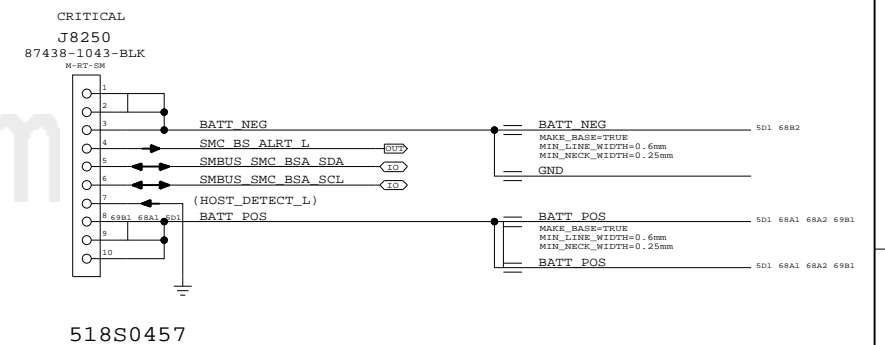 CRITICAL
J8250
87438-1043-BLK
M-RT-SM
1
2
3 BATT_NEG BATT_NEG 5D1 68B2
MAKE_BASE=TRUE
MIN_LINE_WIDTH=0.6mm
MIN_NECK_WIDTH=0.25mm
4 SMC_BS_ALRT_L OUT
5 SMBUS_SMC_BSA_SDA IO
GND
6 SMBUS_SMC_BSA_SCL IO
7 (HOST_DETECT_L)
8 69B1 68A1 5D1 BATT_POS BATT_POS 5D1 68A1 68A2 69B1
MAKE_BASE=TRUE
MIN_LINE_WIDTH=0.6mm
MIN_NECK_WIDTH=0.25mm
9
10
BATT_POS 5D1 68A1 68A2 69B1
518S0457
m